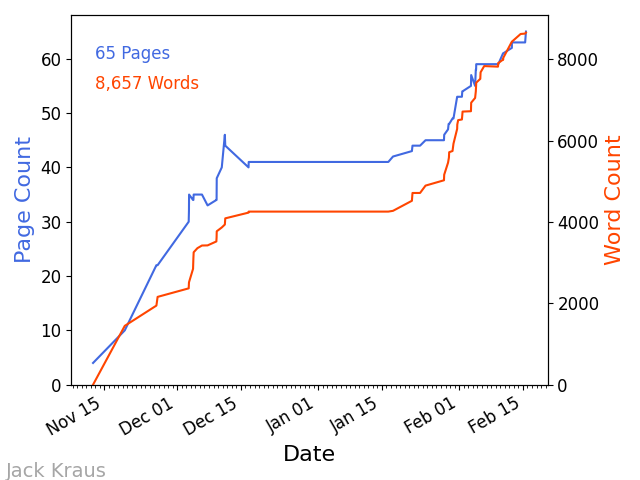 65 Pages
8,657 Words
Page Count
Word Count
60
50
40
30
20
10
0
8000
6000
4000
2000
0
Nov 15
Dec 01
Dec 15
Jan 01
Jan 15
Feb 01
Feb 15
Date
Jack Kraus